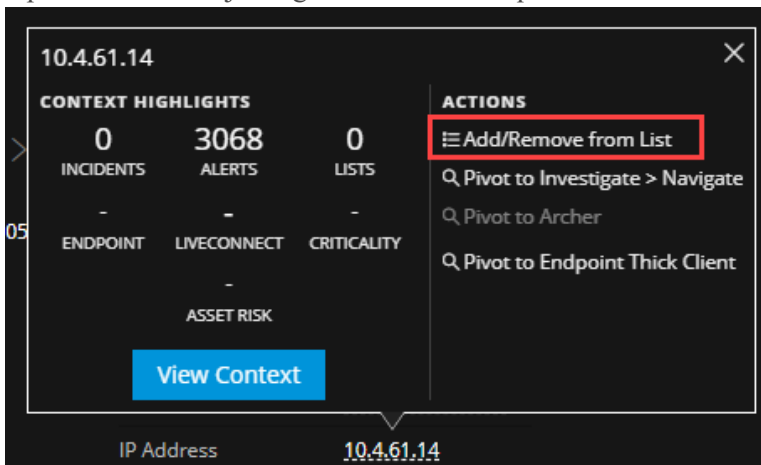 10.4.61.14
CONTEXT HIGHLIGHTS
0 3068 0
INCIDENTS ALERTS LISTS
- - -
ENDPOINT LIVECONNECT CRITICALITY
-
ASSET RISK
View Context
ACTIONS
Add/Remove from List
Pivot to Investigate > Navigate
Pivot to Archer
Pivot to Endpoint Thick Client
05
IP Address 10.4.61.14